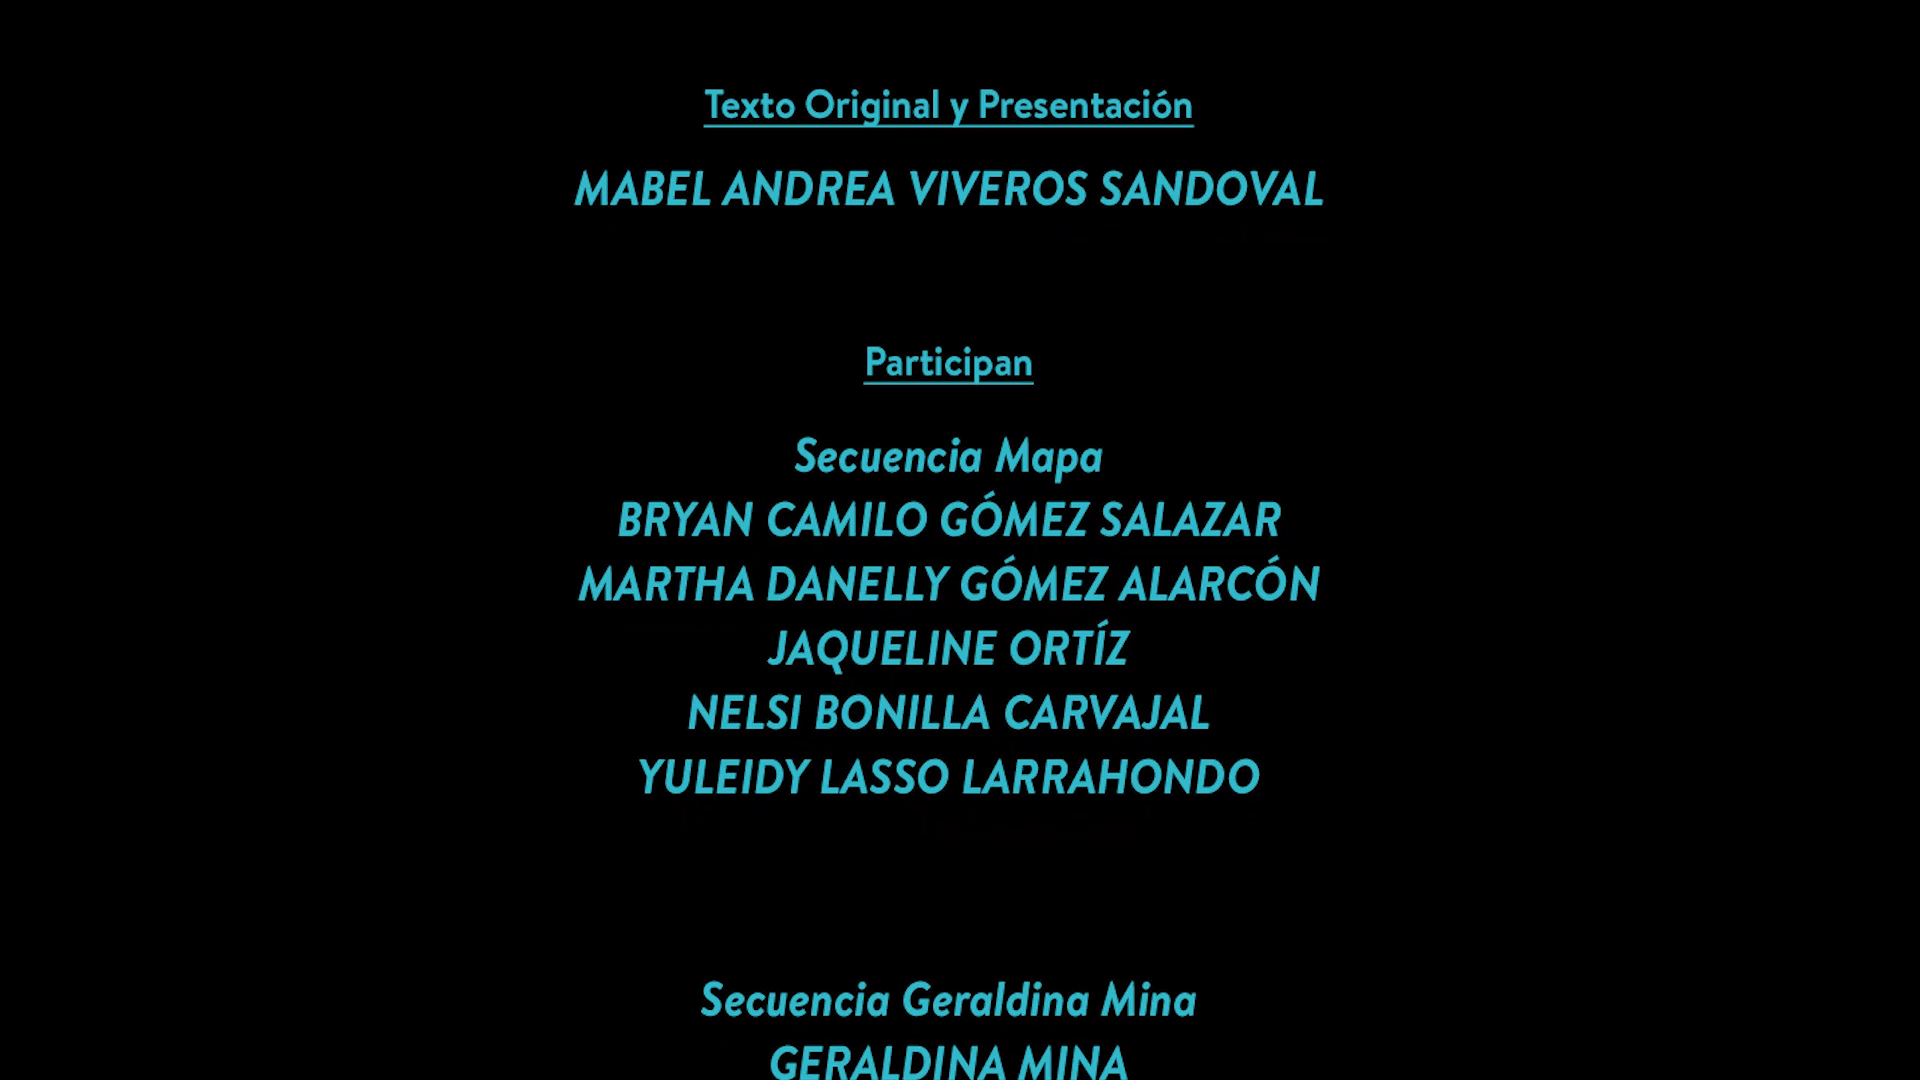 Texto Original y Presentación
MABEL ANDREA VIVEROS SANDOVAL
Participan
Secuencia Mapa
BRYAN CAMILO GÓMEZ SALAZAR
MARTHA DANELLY GÓMEZ ALARCÓN
JAQUELINE ORTÍZ
NELSI BONILLA CARVAJAL
YULEIDY LASSO LARRAHONDO
Secuencia Geraldina Mina
GERALDINA MINA